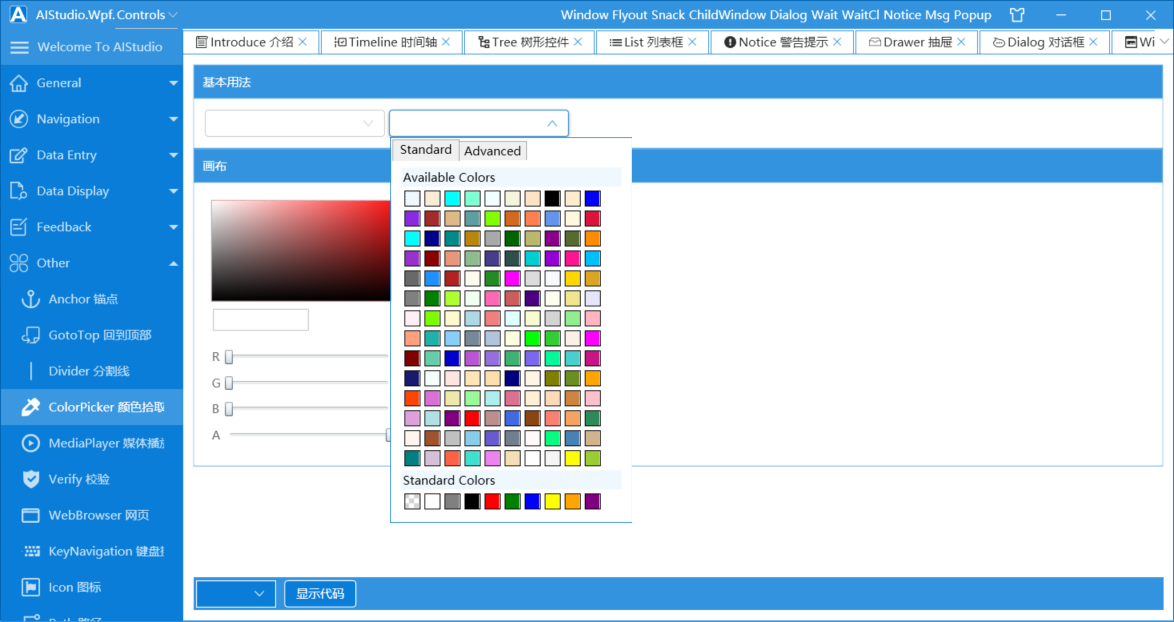 AIStudio.Wpf.Controls
Window Flyout Snack ChildWindow Dialog Wait WaitCl Notice Msg Popup
Welcome To AIStudio
Introduce 介绍
Timeline 时间轴
Tree 树形控件
List 列表框
Notice 警告提示
Drawer 抽屉
Dialog 对话框
Wi
General
Navigation
Data Entry
Data Display
Feedback
Other
Anchor 锚点
GotoTop 回到顶部
Divider 分割线
ColorPicker 颜色拾取
MediaPlayer 媒体播
Verify 校验
WebBrowser 网页
KeyNavigation 键盘
Icon 图标
基本用法
画布
Standard
Advanced
Available Colors
Standard Colors
R
G
B
A
显示代码